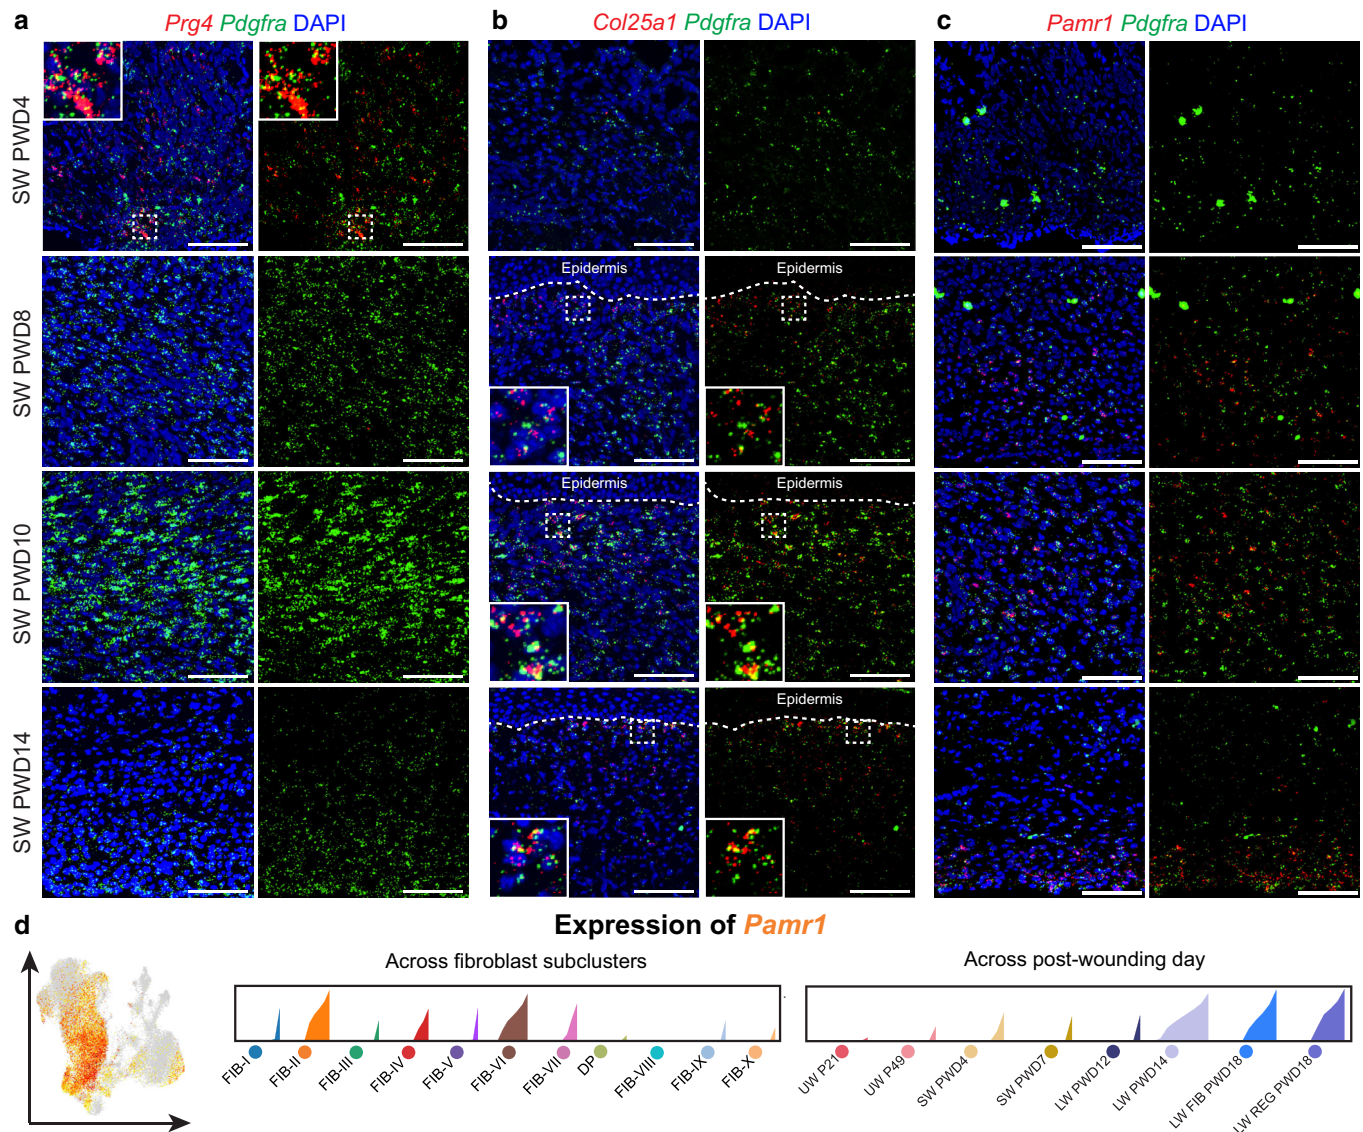 a
Prg4 Pdgfra DAPI
b
Col25a1 Pdgfra DAPI
c
Pamr1 Pdgfra DAPI
SW PWD4
SW PWD8
Epidermis
Epidermis
SW PWD10
Epidermis
Epidermis
SW PWD14
Epidermis
Epidermis
d
Expression of Pamr1
Across fibroblast subclusters
Across post-wounding day
FIB-I
FIB-II
FIB-III
FIB-IV
FIB-V
FIB-VI
FIB-VII
DP
FIB-VIII
FIB-IX
FIB-X
UW P21
UW P49
SW PWD4
SW PWD7
LW PWD12
LW PWD14
LW FIB PWD18
LW REG PWD18